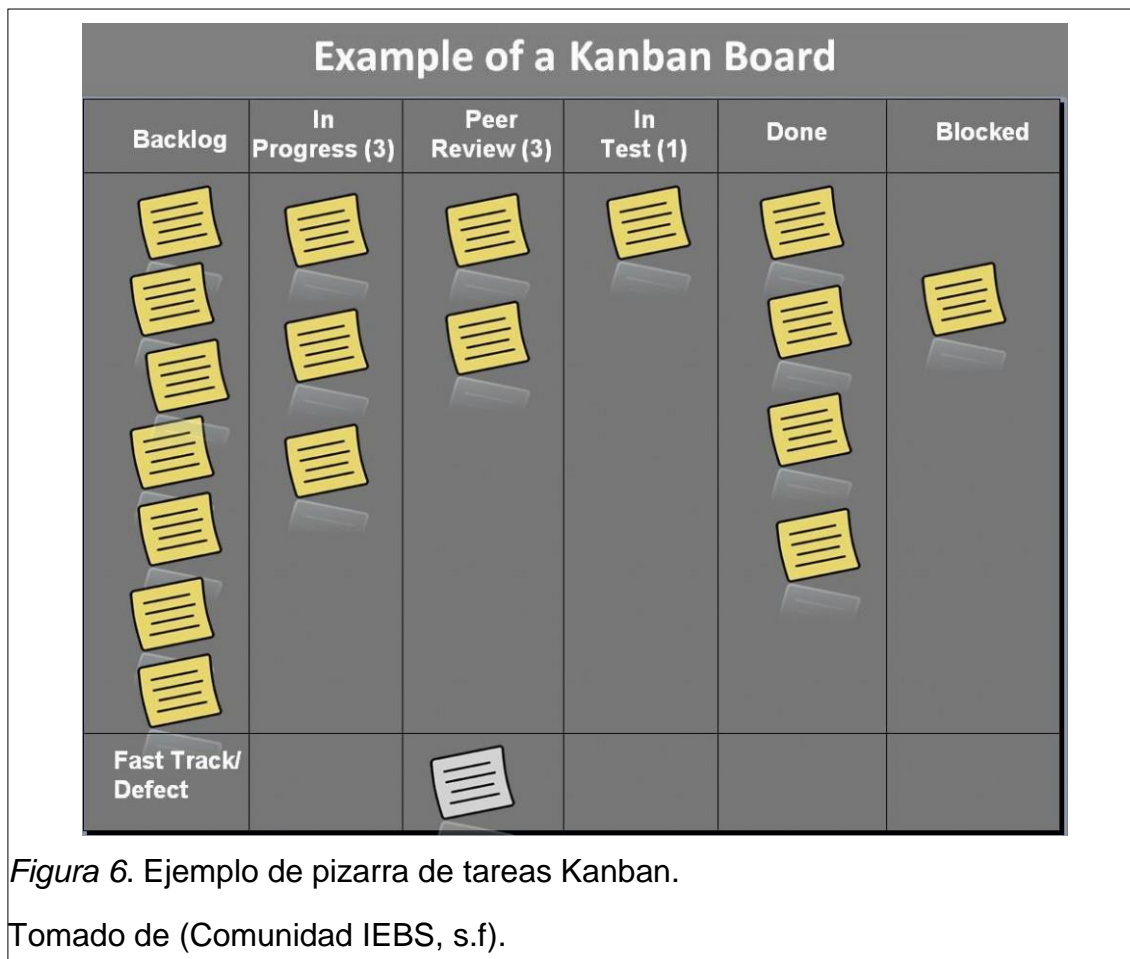 Example of a Kanban Board
Backlog
In
Progress (3)
Peer
Review (3)
In
Test (1)
Done
Blocked
Fast Track/
Defect
Figura 6. Ejemplo de pizarra de tareas Kanban.
Tomado de (Comunidad IEBS, s.f).